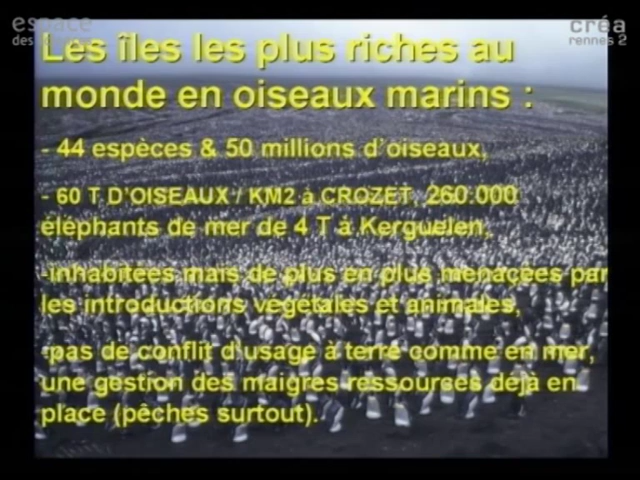 espace
des
créa
rennes 2
Les îles les plus riches au
monde en oiseaux marins :
- 44 espèces & 50 millions d'oiseaux,
- 60 T D'OISEAUX / KM2 à CROZET, 260.000
éléphants de mer de 4 T à Kerguelen,
-inhabitées mais de plus en plus menaçées par
les introductions végétales et animales,
-pas de conflit d'usage à terre comme en mer,
une gestion des maigres ressources déjà en
place (pêches surtout).